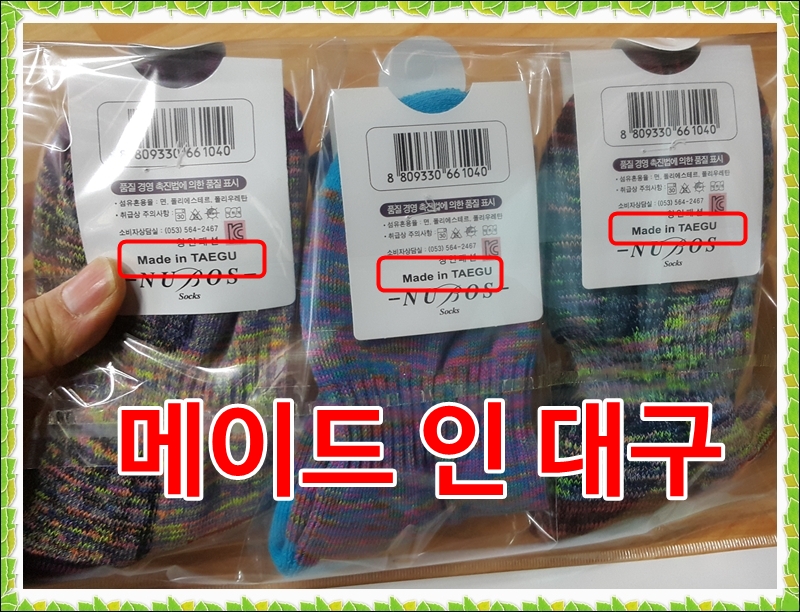 8 809330 661040
품질 경영 촉진법에 의한 품질 표시
• 섬유혼용율 : 면, 폴리에스테르, 폴리우레탄
• 취급상 주의사항
소비자상담실 : (053) 564-2467
Made in TAEGU
-NUBOS-
Socks
8 809330 661040
품질 경영 촉진법에 의한 품질 표시
• 섬유혼용율 : 면, 폴리에스테르, 폴리우레탄
• 취급상 주의사항
소비자상담실 : (053) 564-2467
Made in TAEGU
-NUBOS-
Socks
8 809330 661040
품질 경영 촉진법에 의한 품질 표시
• 섬유혼용율 : 면, 폴리에스테르, 폴리우레탄
• 취급상 주의사항
소비자상담실 : (053) 564-2467
Made in TAEGU
-NUBOS-
Socks
메이드 인 대구